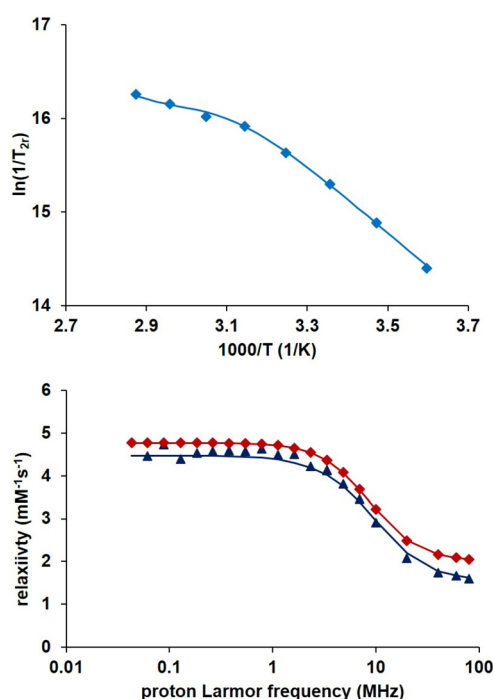 17
16
15
14
ln(1/T2r)
2.7 2.9 3.1 3.3 3.5 3.7
1000/T (1/K)
6
5
4
3
2
1
0
relaxiivty (mM-1s-1)
0.01 0.1 1 10 100
proton Larmor frequency (MHz)